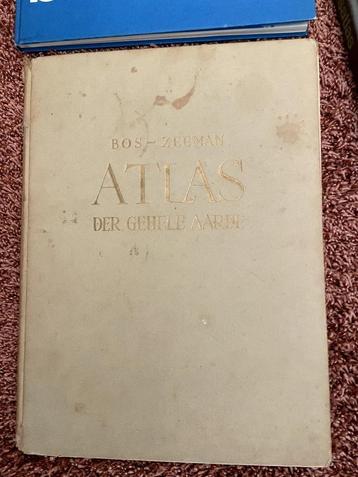 BOS – ZEEMAN
ATLAS
DER GEHELE AARDE